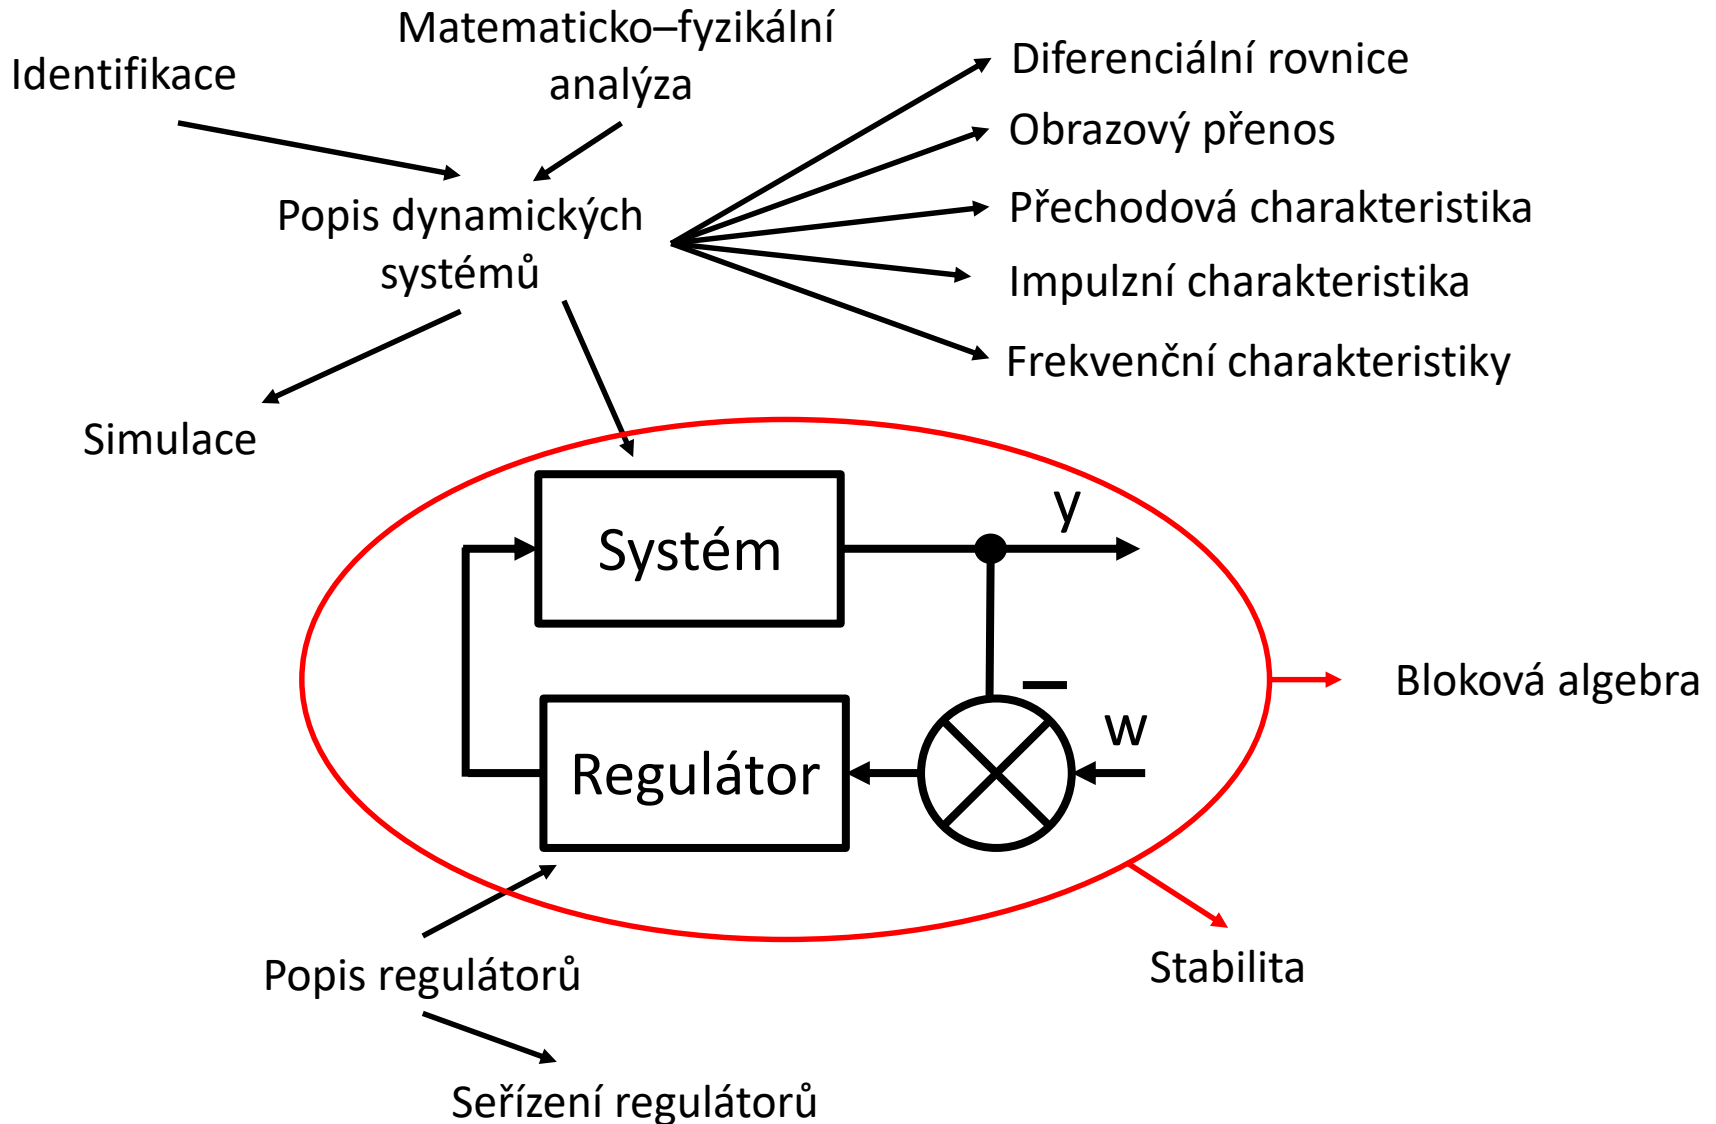 Matematicko–fyzikální
analýza
Identifikace
Diferenciální rovnice
Obrazový přenos
Přechodová charakteristika
Impulzní charakteristika
Frekvenční charakteristiky
Popis dynamických
systémů
Simulace
Systém
y
–
w
Regulátor
Bloková algebra
Stabilita
Popis regulátorů
Seřízení regulátorů